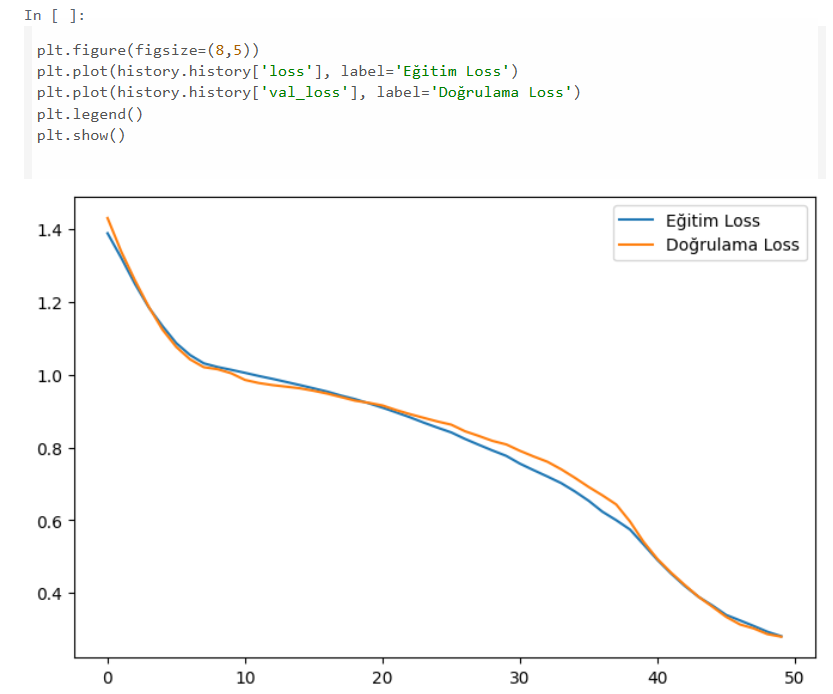 In [ ]:
plt.figure(figsize=(8,5))
plt.plot(history.history['loss'], label='Eğitim Loss')
plt.plot(history.history['val_loss'], label='Doğrulama Loss')
plt.legend()
plt.show()
Eğitim Loss
Doğrulama Loss
1.4
1.2
1.0
0.8
0.6
0.4
0 10 20 30 40 50